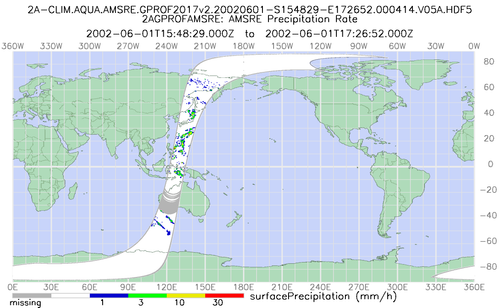 2A-CLIM.AQUA.AMSRE.GPROF2017v2.20020601-S154829-E172652.000414.V05A.HDF5
2AGPROFAMSRE: AMSRE Precipitation Rate
2002-06-01T15:48:29.000Z to 2002-06-01T17:26:52.000Z
360W 330W 300W 270W 240W 210W 180W 150W 120W 90W 60W 30W 0E
80
60
40
20
0
-20
-40
-60
-80
0E 30E 60E 90E 120E 150E 180E 210E 240E 270E 300E 330E 360E
missing 1 3 10 30 surfacePrecipitation (mm/h)